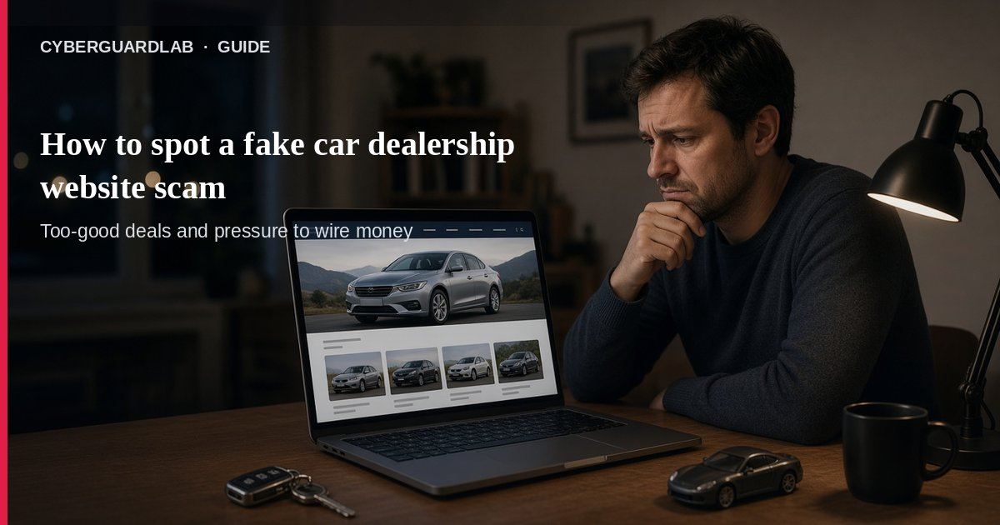 CYBERGUARDLAB · GUIDE
How to spot a fake car dealership
website scam
Too-good deals and pressure to wire money